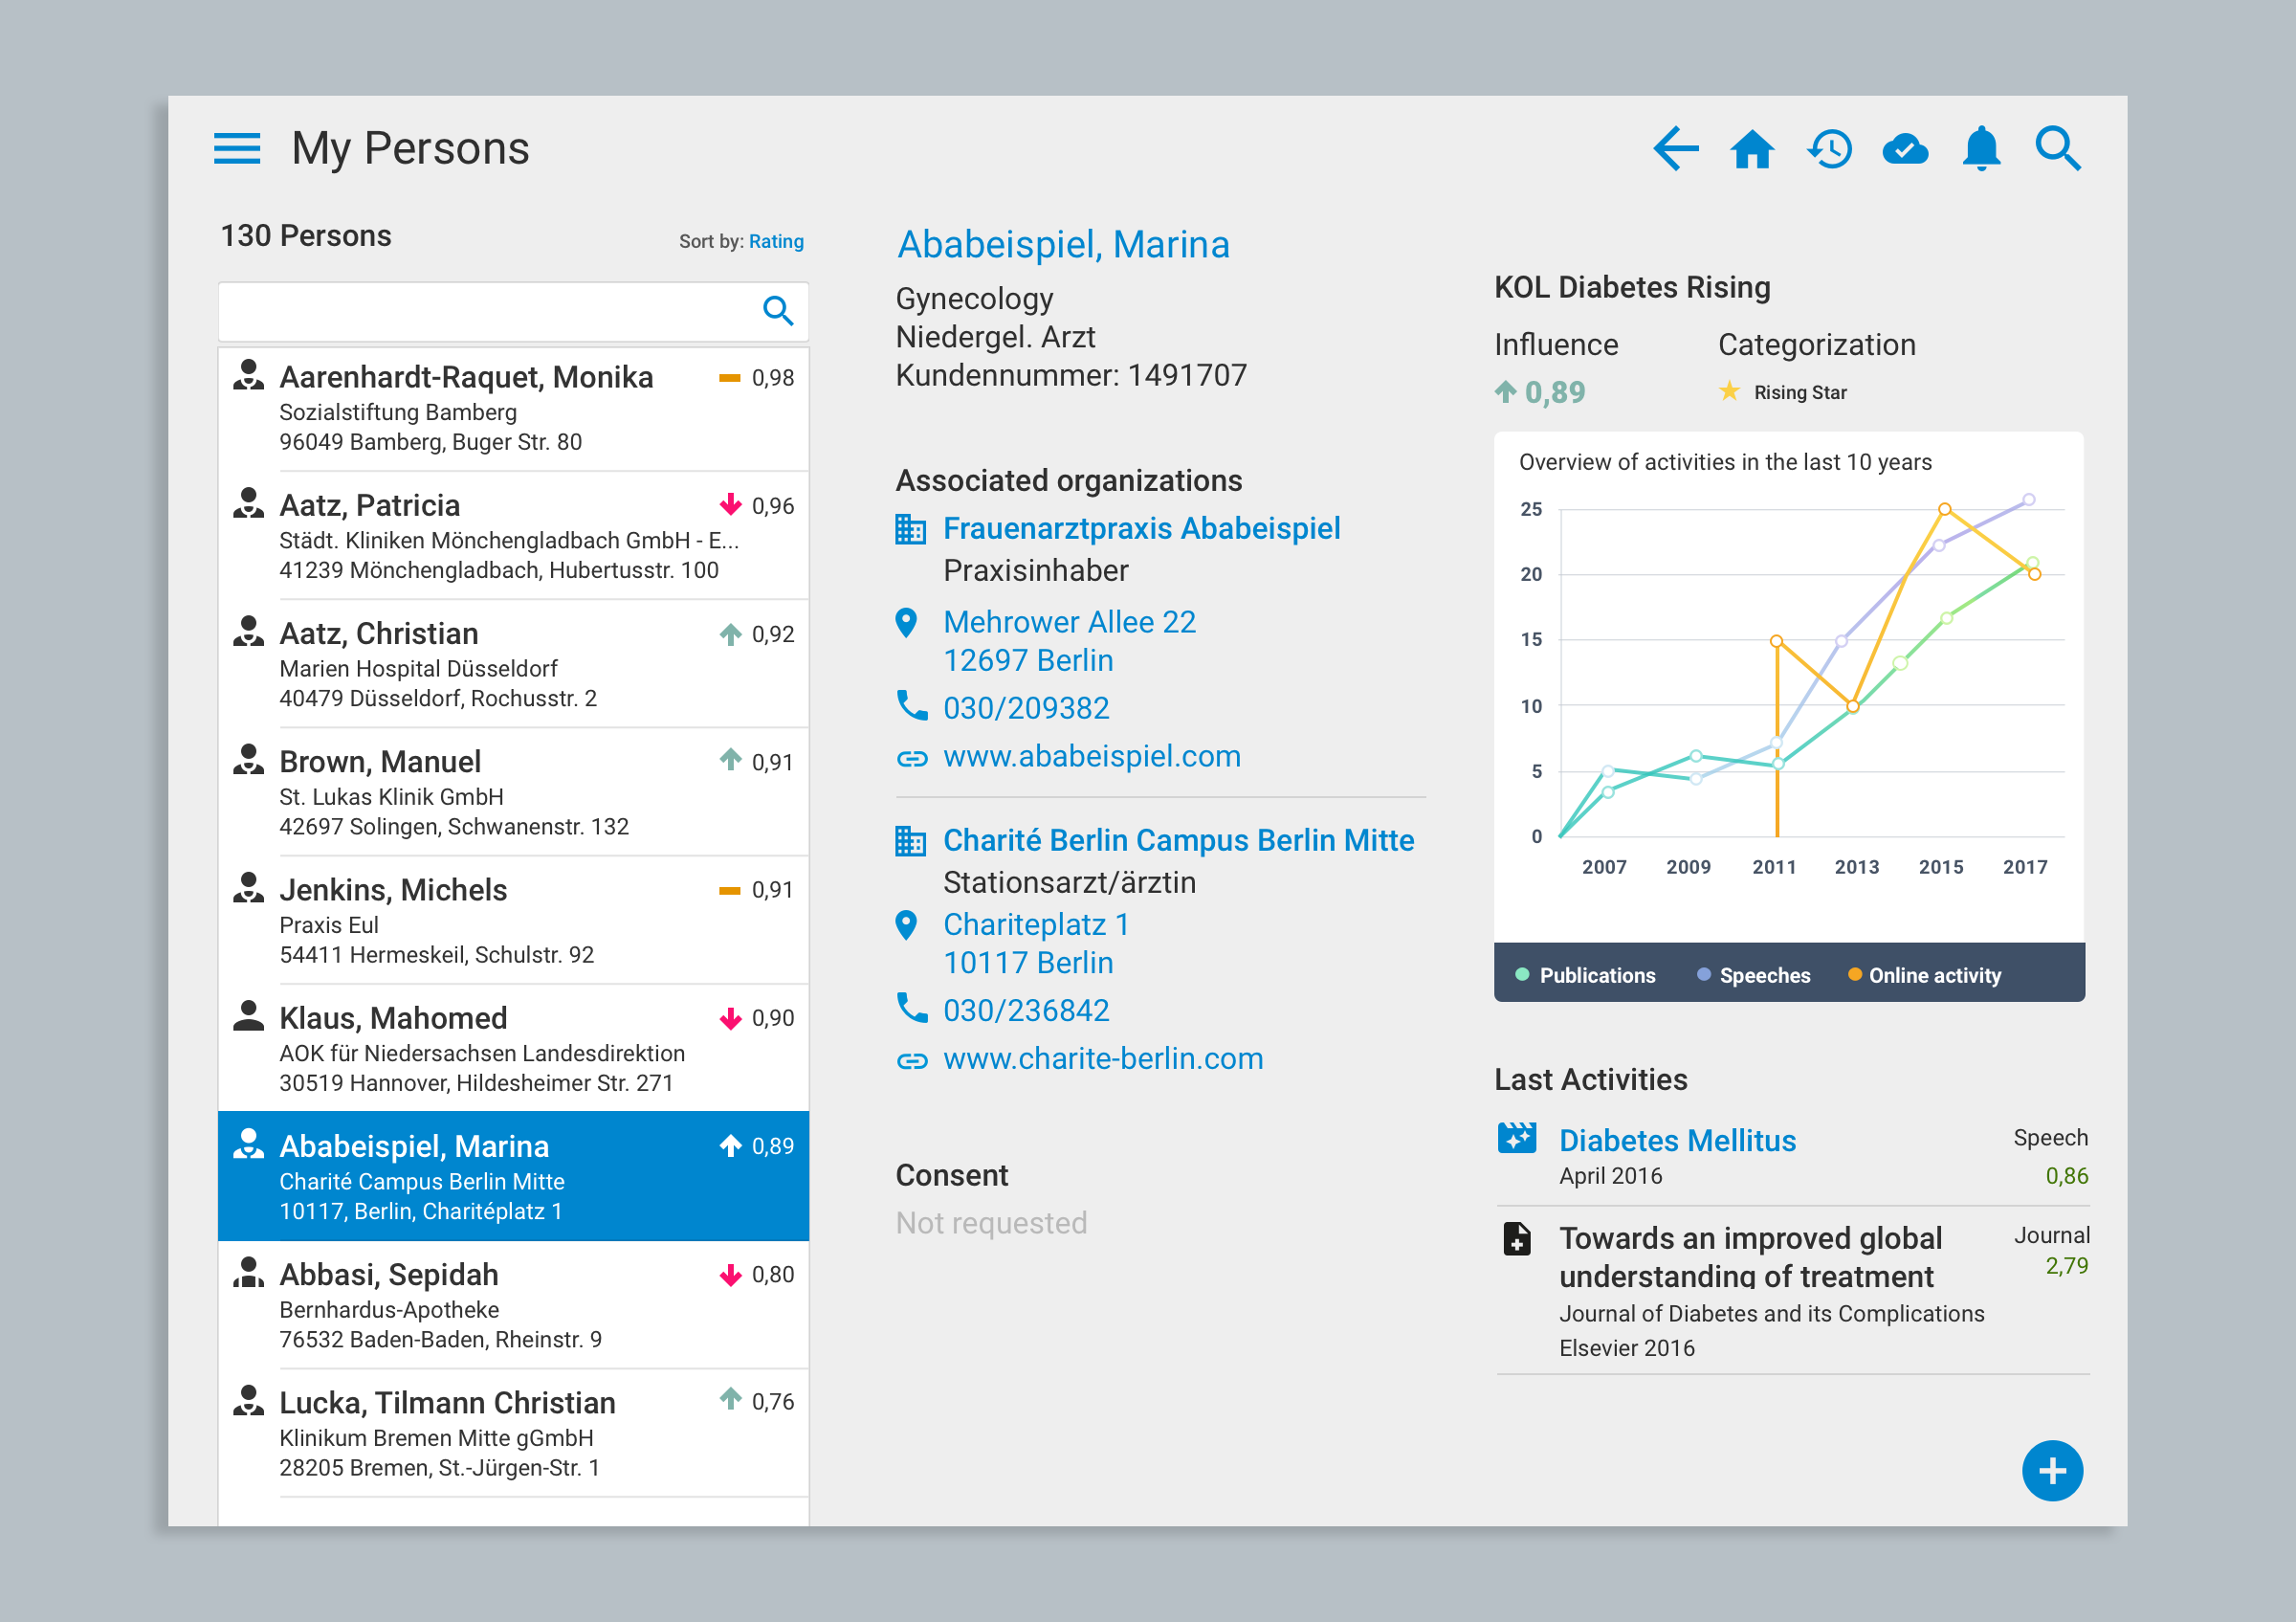 My Persons
130 Persons
Sort by: Rating
Aarenhardt-Raquet, Monika 0,98
Sozialstiftung Bamberg
96049 Bamberg, Buger Str. 80
Aatz, Patricia 0,96
Städt. Kliniken Mönchengladbach GmbH - E...
41239 Mönchengladbach, Hubertusstr. 100
Aatz, Christian 0,92
Marien Hospital Düsseldorf
40479 Düsseldorf, Rochusstr. 2
Brown, Manuel 0,91
St. Lukas Klinik GmbH
42697 Solingen, Schwanenstr. 132
Jenkins, Michels 0,91
Praxis Eul
54411 Hermeskeil, Schulstr. 92
Klaus, Mahomed 0,90
AOK für Niedersachsen Landesdirektion
30519 Hannover, Hildesheimer Str. 271
Ababeispiel, Marina 0,89
Charité Campus Berlin Mitte
10117, Berlin, Charitéplatz 1
Abbasi, Sepidah 0,80
Bernhardus-Apotheke
76532 Baden-Baden, Rheinstr. 9
Lucka, Tilmann Christian 0,76
Klinikum Bremen Mitte gGmbH
28205 Bremen, St.-Jürgen-Str. 1
Ababeispiel, Marina
Gynecology
Niedergel. Arzt
Kundennummer: 1491707
Associated organizations
Frauenarztpraxis Ababeispiel
Praxisinhaber
Mehrower Allee 22
12697 Berlin
030/209382
www.ababeispiel.com
Charité Berlin Campus Berlin Mitte
Stationsarzt/ärztin
Chariteplatz 1
10117 Berlin
030/236842
www.charite-berlin.com
Consent
Not requested
KOL Diabetes Rising
Influence Categorization
0,89 Rising Star
Overview of activities in the last 10 years
25
20
15
10
5
0
2007 2009 2011 2013 2015 2017
Publications Speeches Online activity
Last Activities
Diabetes Mellitus Speech
April 2016 0,86
Towards an improved global Journal
understanding of treatment 2,79
Journal of Diabetes and its Complications
Elsevier 2016